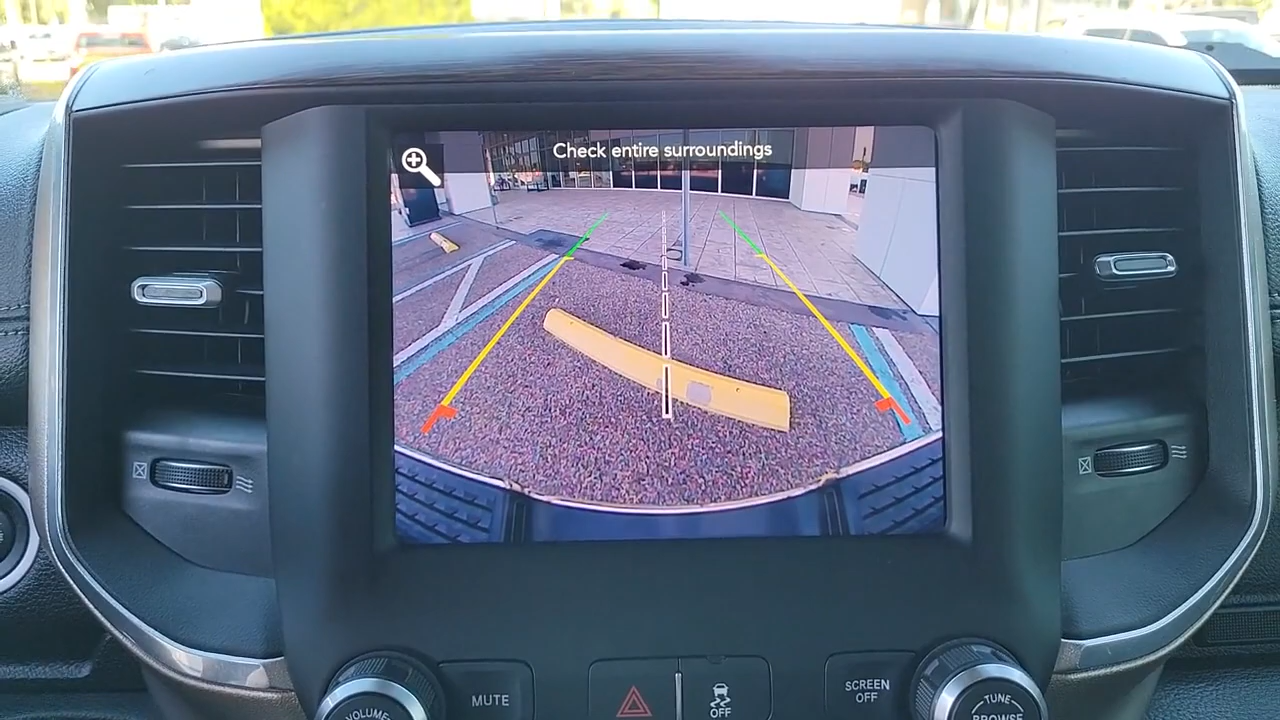 Check entire surroundings
MUTE
OFF
SCREEN
OFF
VOLUME
TUNE
BROWSE